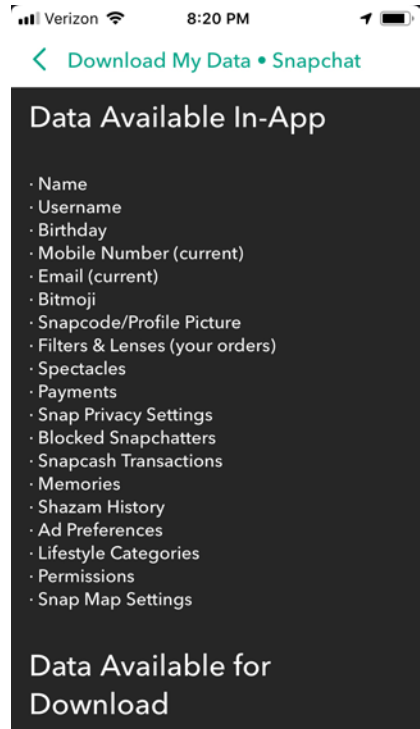 Verizon 8:20 PM
Download My Data • Snapchat
Data Available In-App
· Name
· Username
· Birthday
· Mobile Number (current)
· Email (current)
· Bitmoji
· Snapcode/Profile Picture
· Filters & Lenses (your orders)
· Spectacles
· Payments
· Snap Privacy Settings
· Blocked Snapchatters
· Snapcash Transactions
· Memories
· Shazam History
· Ad Preferences
· Lifestyle Categories
· Permissions
· Snap Map Settings
Data Available for
Download